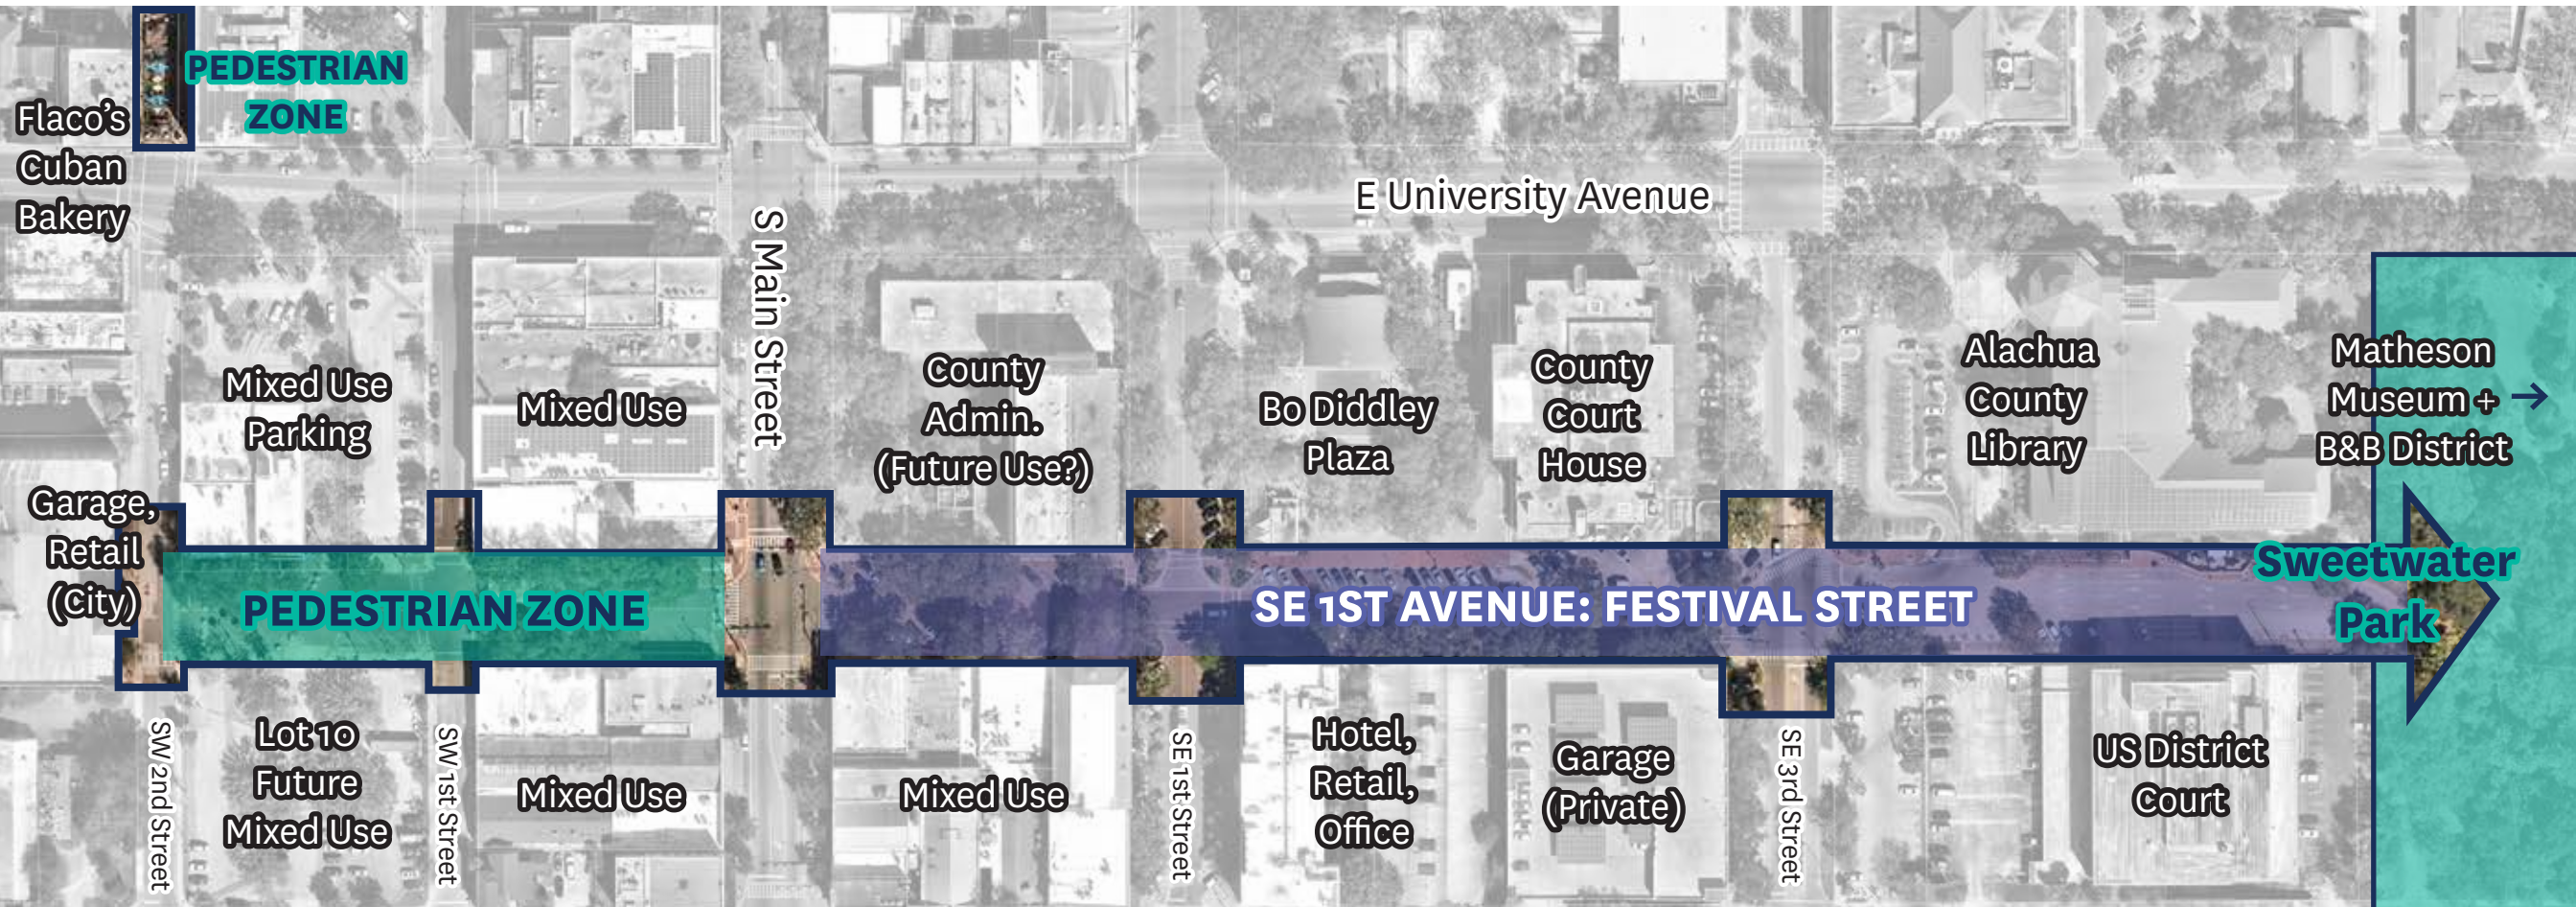 PEDESTRIAN
ZONE
Flaco's
Cuban
Bakery
E University Avenue
S Main Street
Mixed Use
Parking
Mixed Use
County
Admin.
(Future Use?)
Bo Diddley
Plaza
County
Court
House
Alachua
County
Library
Matheson
Museum + →
B&B District
Garage,
Retail
(City)
PEDESTRIAN ZONE
SE 1ST AVENUE: FESTIVAL STREET
Sweetwater
Park
SW 2nd Street
Lot 10
Future
Mixed Use
SW 1st Street
Mixed Use
Mixed Use
SE 1st Street
Hotel,
Retail,
Office
Garage
(Private)
SE 3rd Street
US District
Court